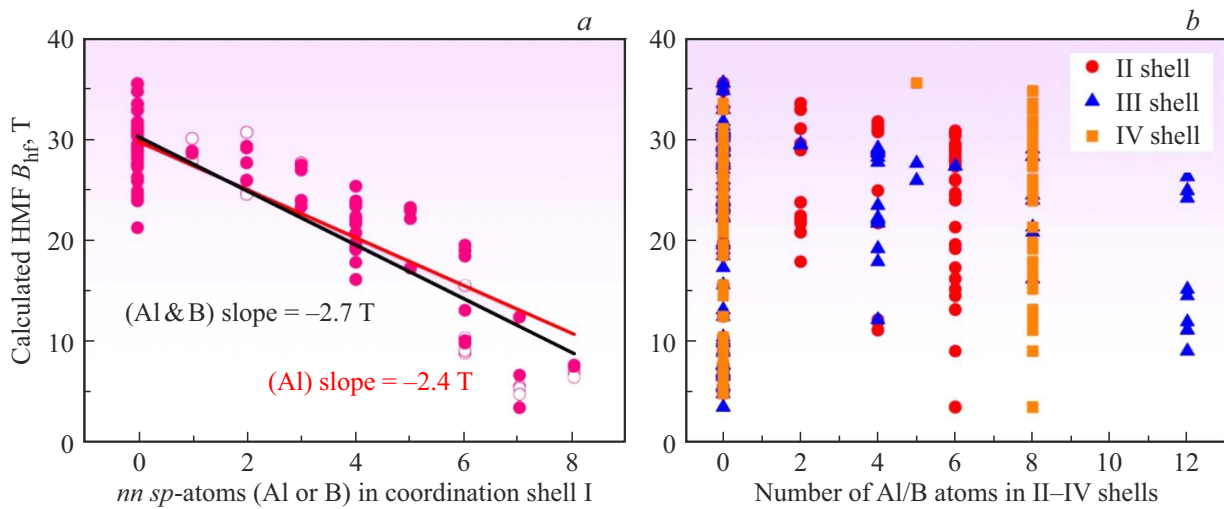 a
b
40
30
20
10
0
Calculated HMF B_hf, T
(Al & B) slope = –2.7 T
(Al) slope = –2.4 T
0 2 4 6 8
nn sp-atoms (Al or B) in coordination shell I
40
30
20
10
0
II shell
III shell
IV shell
0 2 4 6 8 10 12
Number of Al/B atoms in II–IV shells